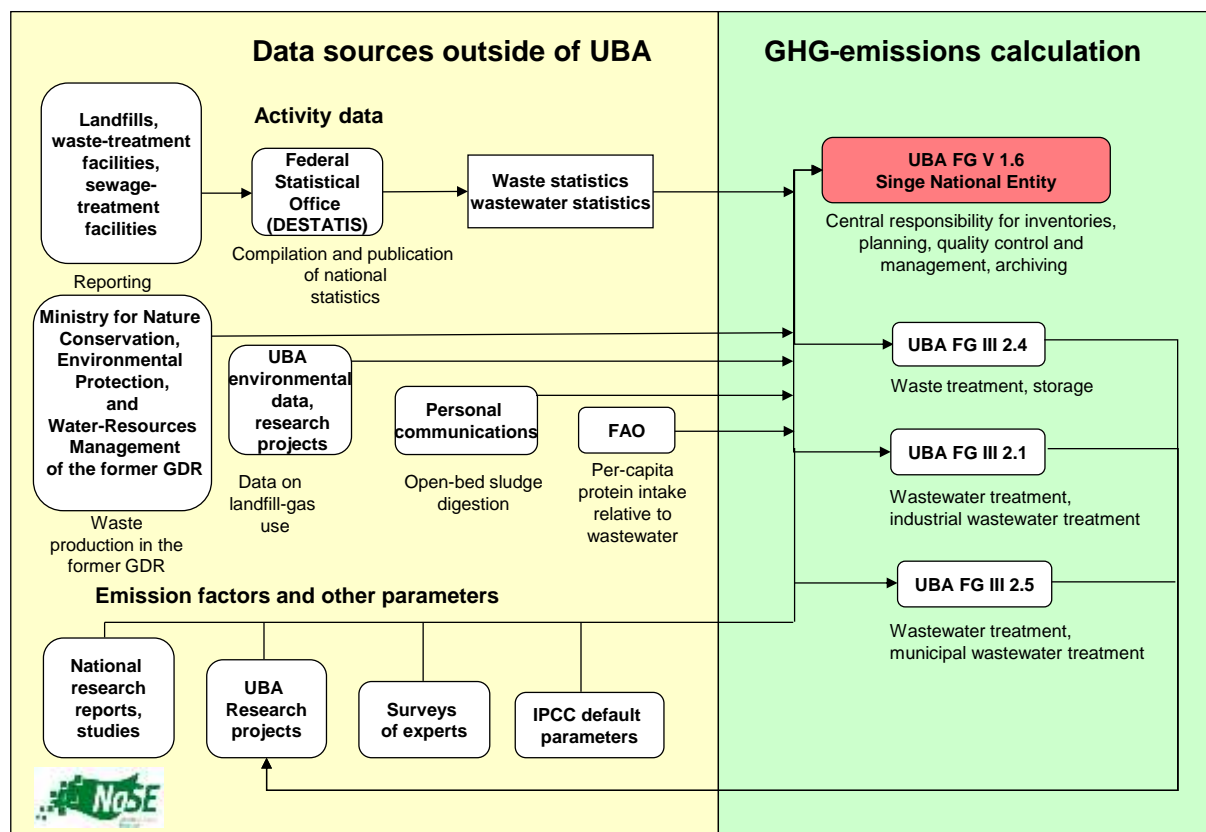 Data sources outside of UBA
GHG-emissions calculation
Landfills,
waste-treatment
facilities,
sewage-
treatment
facilities
Reporting
Activity data
Federal
Statistical
Office
(DESTATIS)
Compilation and publication
of national
statistics
Waste statistics
wastewater statistics
UBA FG V 1.6
Singe National Entity
Central responsibility for inventories,
planning, quality control and
management, archiving
Ministry for Nature
Conservation,
Environmental
Protection,
and
Water-Resources
Management
of the former GDR
Waste
production in the
former GDR
UBA
environmental
data,
research
projects
Data on
landfill-gas
use
Personal
communications
Open-bed sludge
digestion
FAO
Per-capita
protein intake
relative to
wastewater
UBA FG III 2.4
Waste treatment, storage
UBA FG III 2.1
Wastewater treatment,
industrial wastewater treatment
UBA FG III 2.5
Wastewater treatment,
municipal wastewater treatment
Emission factors and other parameters
National
research
reports,
studies
UBA
Research
projects
Surveys
of experts
IPCC default
parameters
NaSE